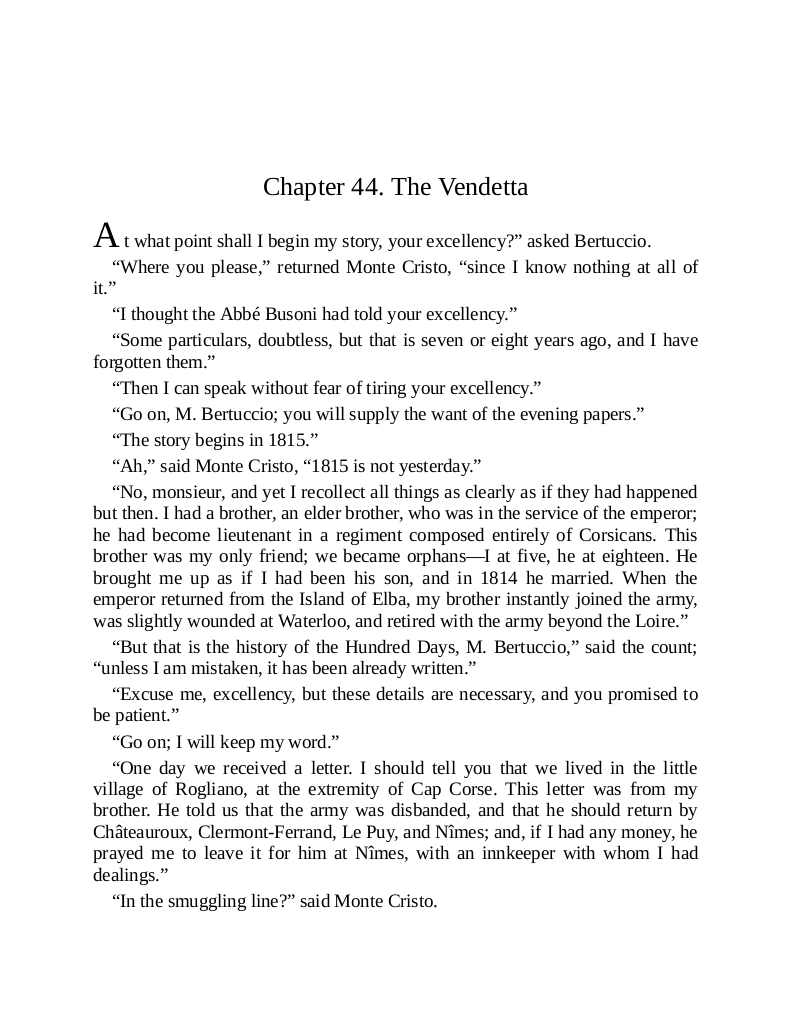 Chapter 44. The Vendetta
At what point shall I begin my story, your excellency?” asked Bertuccio.
“Where you please,” returned Monte Cristo, “since I know nothing at all of
it.”
“I thought the Abbé Busoni had told your excellency.”
“Some particulars, doubtless, but that is seven or eight years ago, and I have
forgotten them.”
“Then I can speak without fear of tiring your excellency.”
“Go on, M. Bertuccio; you will supply the want of the evening papers.”
“The story begins in 1815.”
“Ah,” said Monte Cristo, “1815 is not yesterday.”
“No, monsieur, and yet I recollect all things as clearly as if they had happened
but then. I had a brother, an elder brother, who was in the service of the emperor;
he had become lieutenant in a regiment composed entirely of Corsicans. This
brother was my only friend; we became orphans—I at five, he at eighteen. He
brought me up as if I had been his son, and in 1814 he married. When the
emperor returned from the Island of Elba, my brother instantly joined the army,
was slightly wounded at Waterloo, and retired with the army beyond the Loire.”
“But that is the history of the Hundred Days, M. Bertuccio,” said the count;
“unless I am mistaken, it has been already written.”
“Excuse me, excellency, but these details are necessary, and you promised to
be patient.”
“Go on; I will keep my word.”
“One day we received a letter. I should tell you that we lived in the little
village of Rogliano, at the extremity of Cap Corse. This letter was from my
brother. He told us that the army was disbanded, and that he should return by
Châteauroux, Clermont-Ferrand, Le Puy, and Nîmes; and, if I had any money, he
prayed me to leave it for him at Nîmes, with an innkeeper with whom I had
dealings.”
“In the smuggling line?” said Monte Cristo.